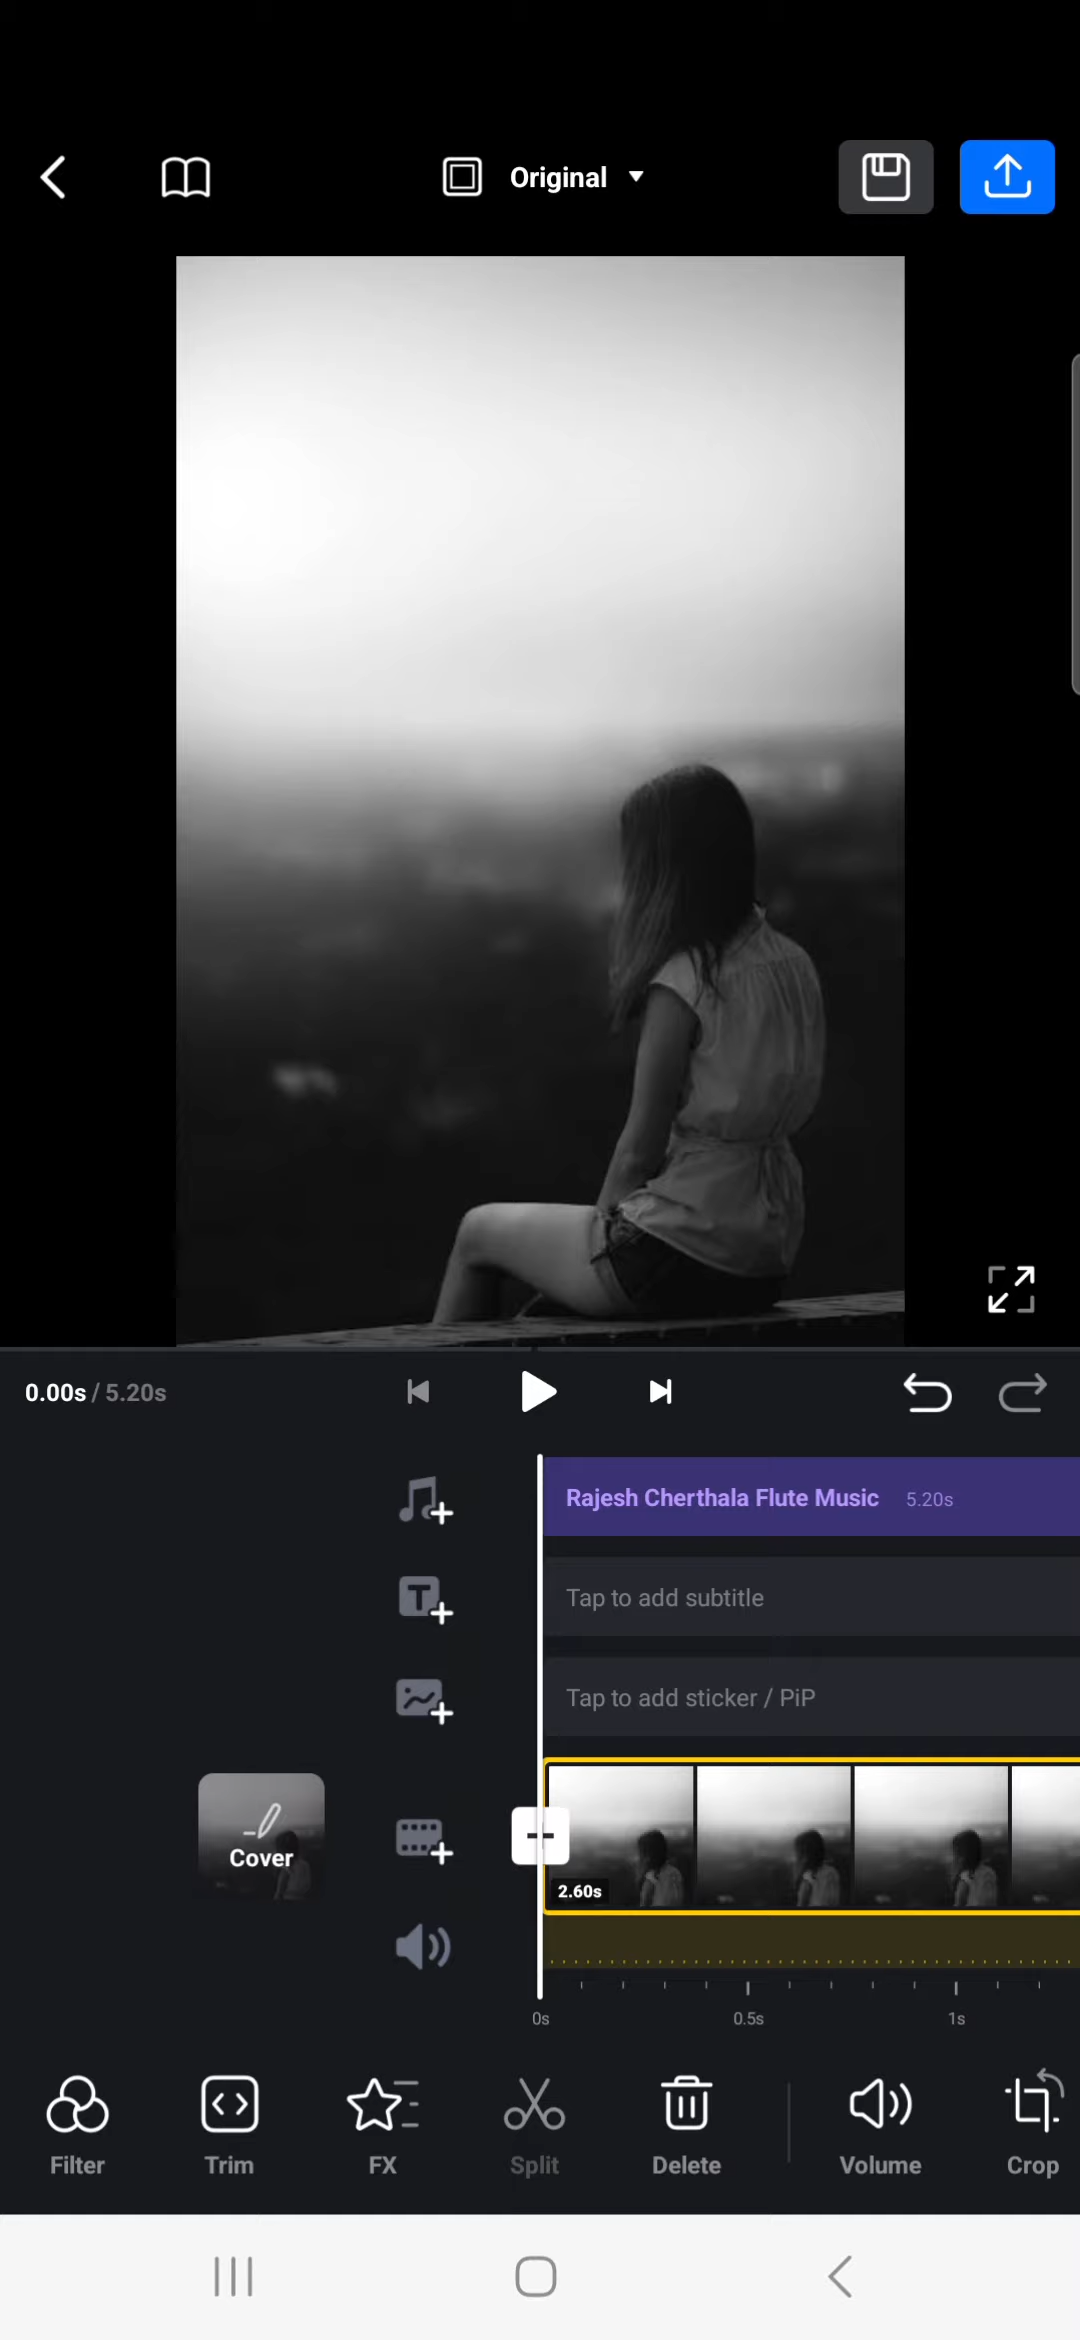 Original
0.00s / 5.20s
Rajesh Cherthala Flute Music 5.20s
Tap to add subtitle
Tap to add sticker / PiP
Cover
2.60s
0s 0.5s 1s
Filter Trim FX Split Delete Volume Crop